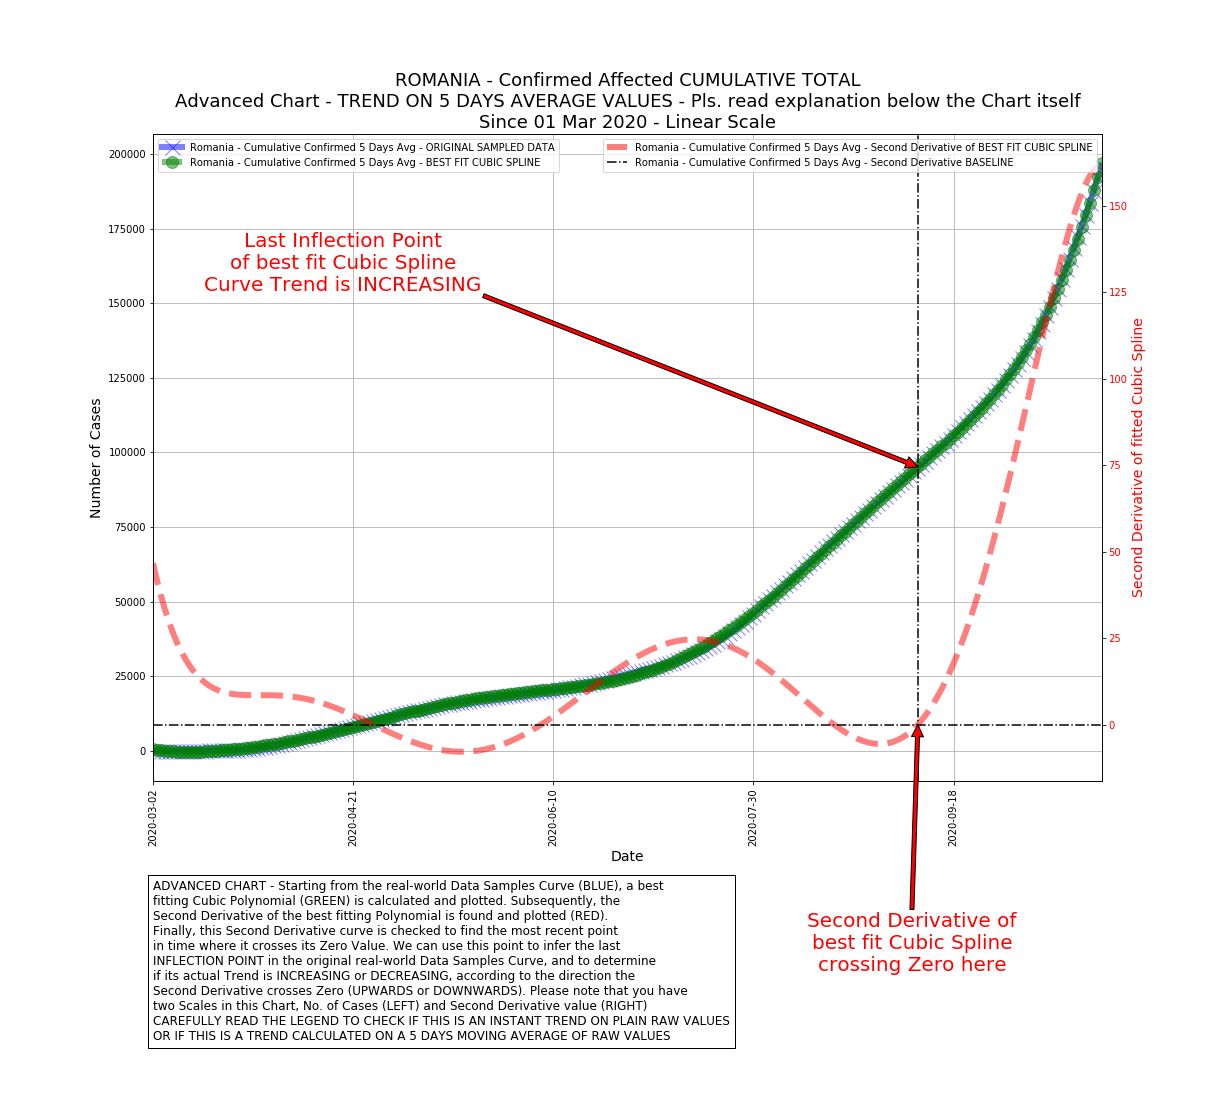 ROMANIA - Confirmed Affected CUMULATIVE TOTAL
Advanced Chart - TREND ON 5 DAYS AVERAGE VALUES - Pls. read explanation below the Chart itself
Since 01 Mar 2020 - Linear Scale
Romania - Cumulative Confirmed 5 Days Avg - ORIGINAL SAMPLED DATA
Romania - Cumulative Confirmed 5 Days Avg - BEST FIT CUBIC SPLINE
Romania - Cumulative Confirmed 5 Days Avg - Second Derivative of BEST FIT CUBIC SPLINE
Romania - Cumulative Confirmed 5 Days Avg - Second Derivative BASELINE
200000
175000
150000
125000
100000
75000
50000
25000
0
Number of Cases
Last Inflection Point
of best fit Cubic Spline
Curve Trend is INCREASING
150
125
100
75
50
25
0
Second Derivative of fitted Cubic Spline
2020-03-02
2020-04-21
2020-06-10
2020-07-30
2020-09-18
Date
ADVANCED CHART - Starting from the real-world Data Samples Curve (BLUE), a best
fitting Cubic Polynomial (GREEN) is calculated and plotted. Subsequently, the
Second Derivative of the best fitting Polynomial is found and plotted (RED).
Finally, this Second Derivative curve is checked to find the most recent point
in time where it crosses its Zero Value. We can use this point to infer the last
INFLECTION POINT in the original real-world Data Samples Curve, and to determine
if its actual Trend is INCREASING or DECREASING, according to the direction the
Second Derivative crosses Zero (UPWARDS or DOWNWARDS). Please note that you have
two Scales in this Chart, No. of Cases (LEFT) and Second Derivative value (RIGHT)
CAREFULLY READ THE LEGEND TO CHECK IF THIS IS AN INSTANT TREND ON PLAIN RAW VALUES
OR IF THIS IS A TREND CALCULATED ON A 5 DAYS MOVING AVERAGE OF RAW VALUES
Second Derivative of
best fit Cubic Spline
crossing Zero here